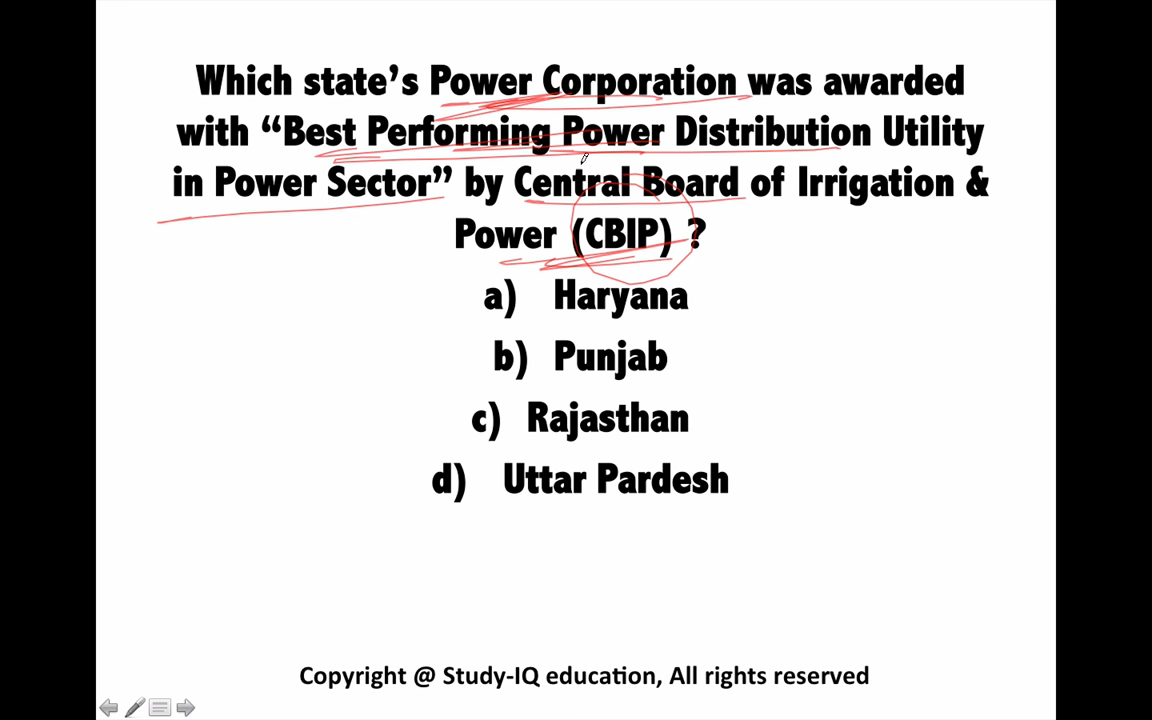 Which state’s Power Corporation was awarded
with “Best Performing Power Distribution Utility
in Power Sector” by Central Board of Irrigation &
Power (CBIP) ?
a) Haryana
b) Punjab
c) Rajasthan
d) Uttar Pardesh
Copyright @ Study-IQ education, All rights reserved